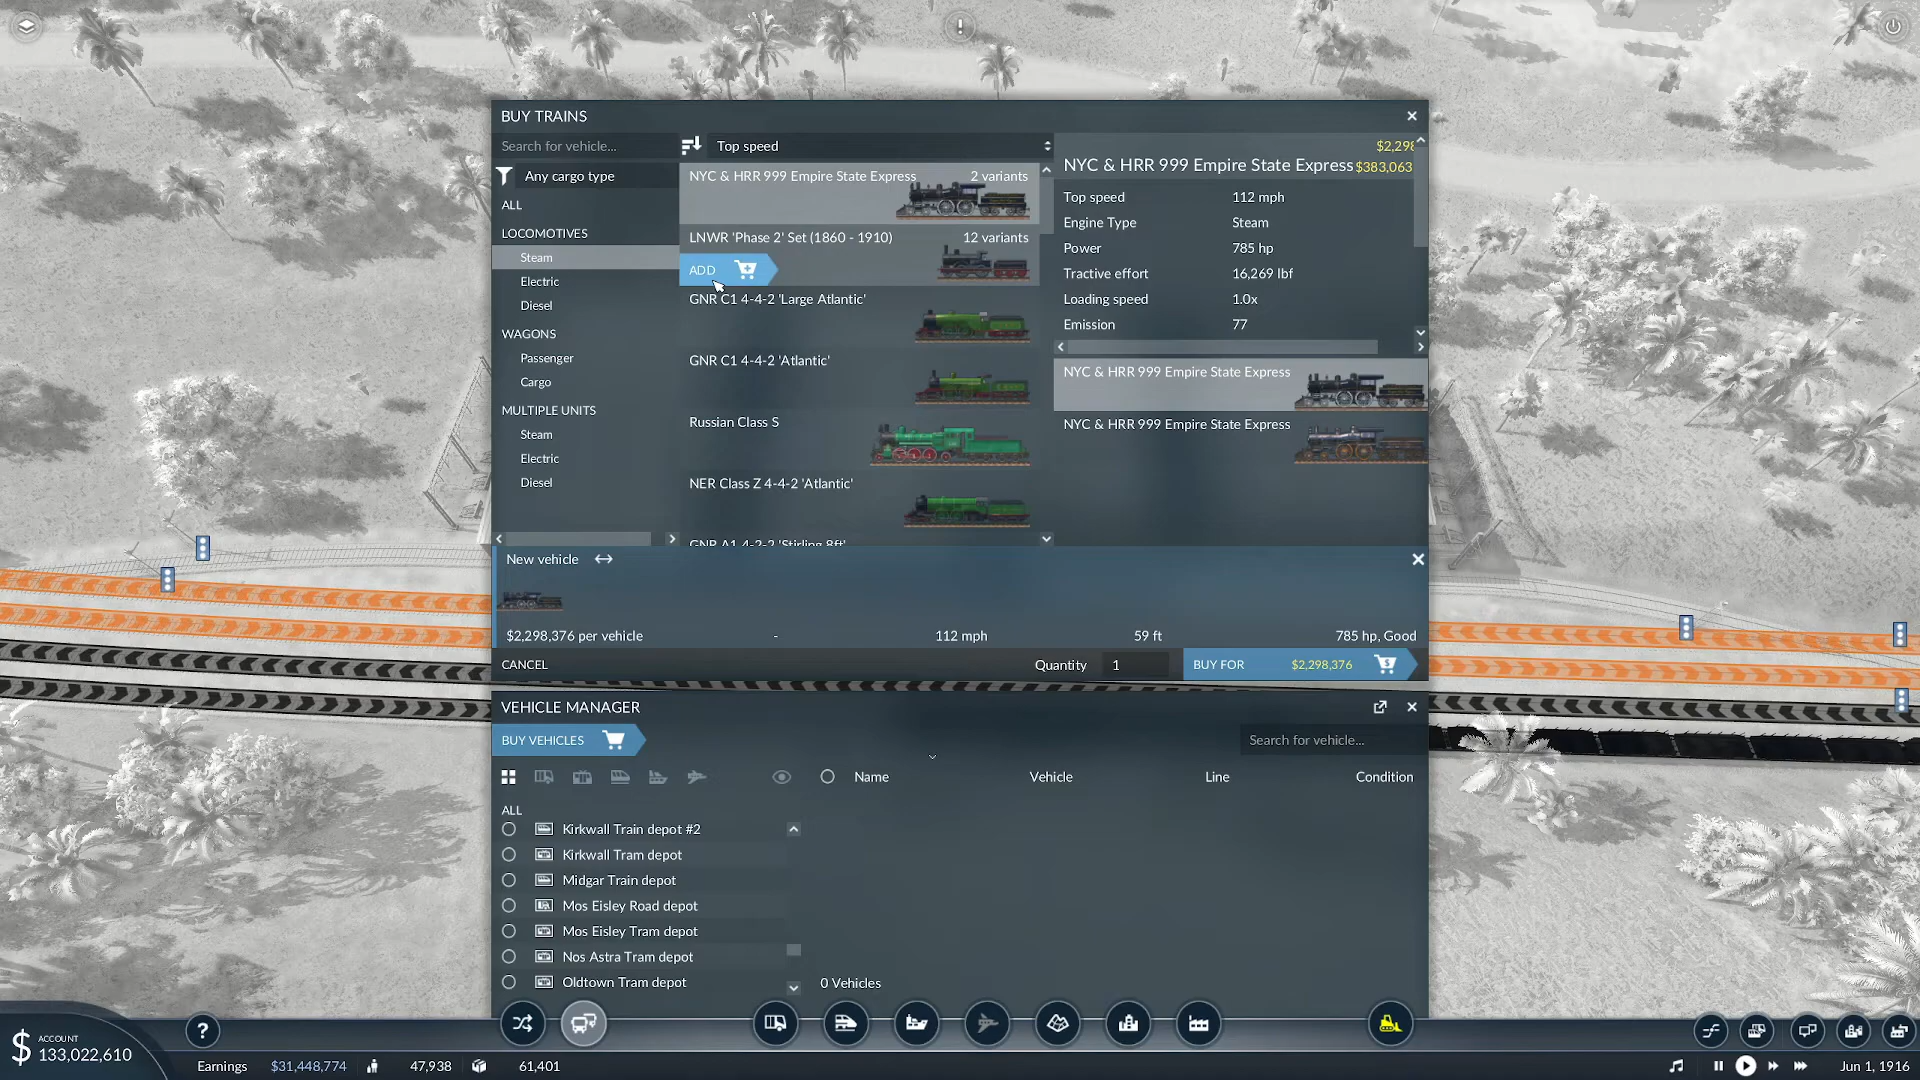 BUY TRAINS
Search for vehicle...
Top speed
Any cargo type
ALL
LOCOMOTIVES
Steam
Electric
Diesel
WAGONS
Passenger
Cargo
MULTIPLE UNITS
Steam
Electric
Diesel
NYC & HRR 999 Empire State Express 2 variants
LNWR 'Phase 2' Set (1860 - 1910) 12 variants
ADD
GNR C1 4-4-2 'Large Atlantic'
GNR C1 4-4-2 'Atlantic'
Russian Class S
NER Class Z 4-4-2 'Atlantic'
GNR A1 4-2-2 'Stirling 8ft'
$2,298
NYC & HRR 999 Empire State Express $383,063
Top speed 112 mph
Engine Type Steam
Power 785 hp
Tractive effort 16,269 lbf
Loading speed 1.0x
Emission 77
NYC & HRR 999 Empire State Express
NYC & HRR 999 Empire State Express
New vehicle
$2,298,376 per vehicle - 112 mph 59 ft 785 hp, Good
CANCEL Quantity 1 BUY FOR $2,298,376
VEHICLE MANAGER
BUY VEHICLES Search for vehicle...
Name Vehicle Line Condition
ALL
Kirkwall Train depot #2
Kirkwall Tram depot
Midgar Train depot
Mos Eisley Road depot
Mos Eisley Tram depot
Nos Astra Tram depot
Oldtown Tram depot
0 Vehicles
$ ACCOUNT
133,022,610
?
Earnings $31,448,774 47,938 61,401
Jun 1, 1916